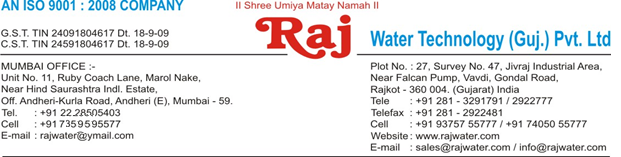 AN ISO 9001 : 2008 COMPANY
II Shree Umiya Matay Namah II
G.S.T. TIN 24091804617 Dt. 18-9-09
C.S.T. TIN 24591804617 Dt. 18-9-09
Raj
Water Technology (Guj.) Pvt. Ltd
MUMBAI OFFICE :-
Unit No. 11, Ruby Coach Lane, Marol Nake,
Near Hind Saurashtra Indl. Estate,
Off. Andheri-Kurla Road, Andheri (E), Mumbai - 59.
Tel. : +91 22.28505403
Cell : +91 7359595577
E-mail : rajwater@ymail.com
Plot No. : 27, Survey No. 47, Jivraj Industrial Area,
Near Falcan Pump, Vavdi, Gondal Road,
Rajkot - 360 004. (Gujarat) India
Tele : +91 281 - 3291791 / 2922777
Telefax : +91 281 - 2922481
Cell : +91 93757 55777 / +91 74050 55777
Website : www.rajwater.com
E-mail : sales@rajwater.com / info@rajwater.com